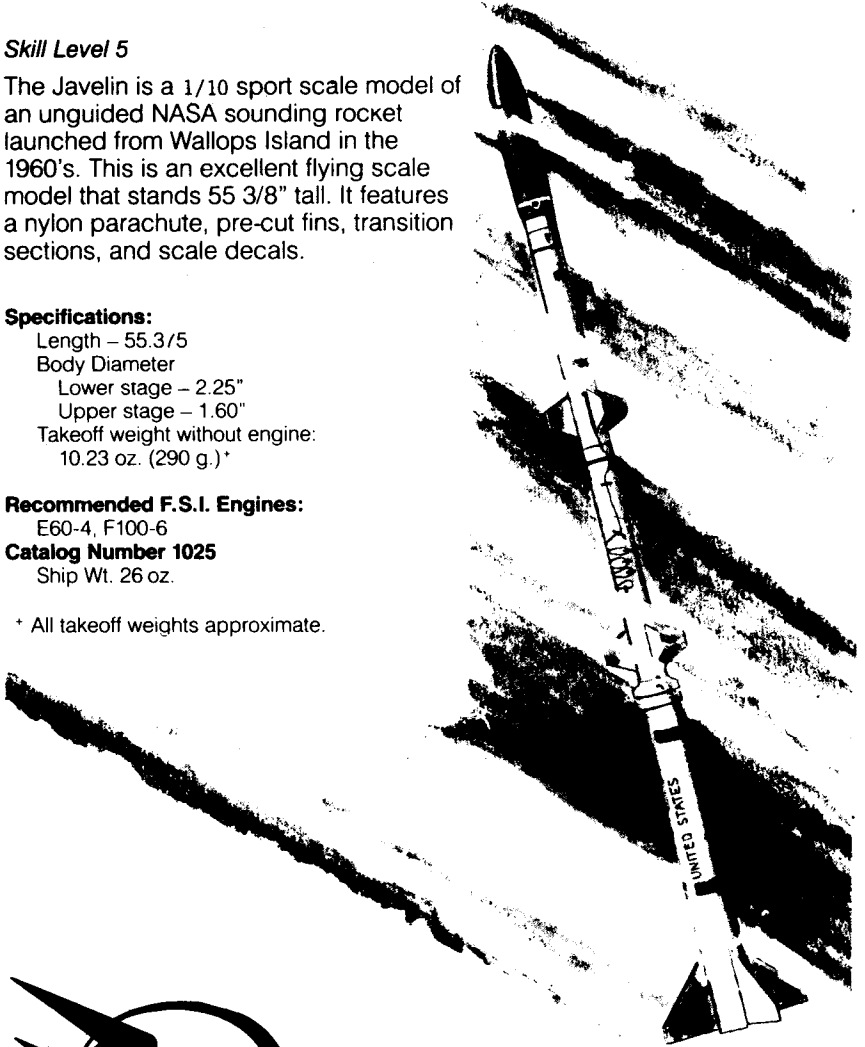 Skill Level 5
The Javelin is a 1/10 sport scale model of
an unguided NASA sounding rocket
launched from Wallops Island in the
1960's. This is an excellent flying scale
model that stands 55 3/8" tall. It features
a nylon parachute, pre-cut fins, transition
sections, and scale decals.
Specifications:
Length – 55.3/5
Body Diameter
Lower stage – 2.25"
Upper stage – 1.60"
Takeoff weight without engine:
10.23 oz. (290 g.)+
Recommended F.S.I. Engines:
E60-4, F100-6
Catalog Number 1025
Ship Wt. 26 oz.
+ All takeoff weights approximate.
UNITED STATES